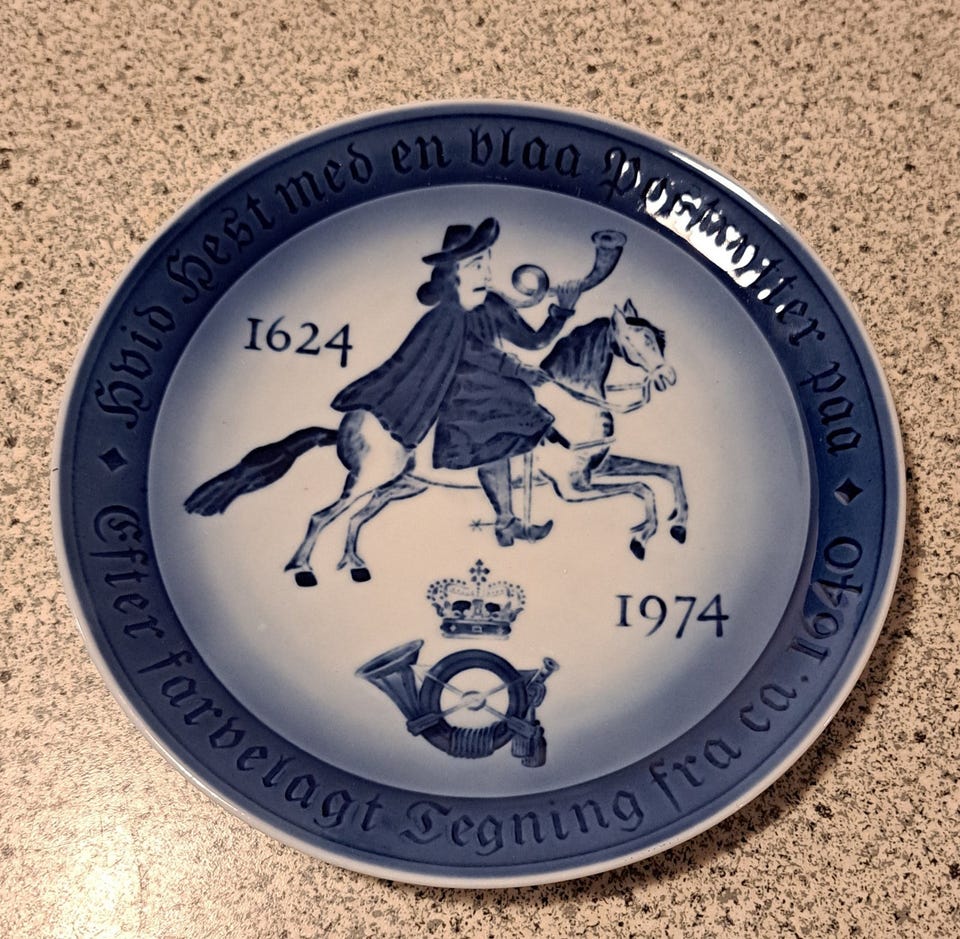 Hvid Hest med en blaa Postrytter paa
Efter farvelagt Tegning fra ca. 1640
1624
1974